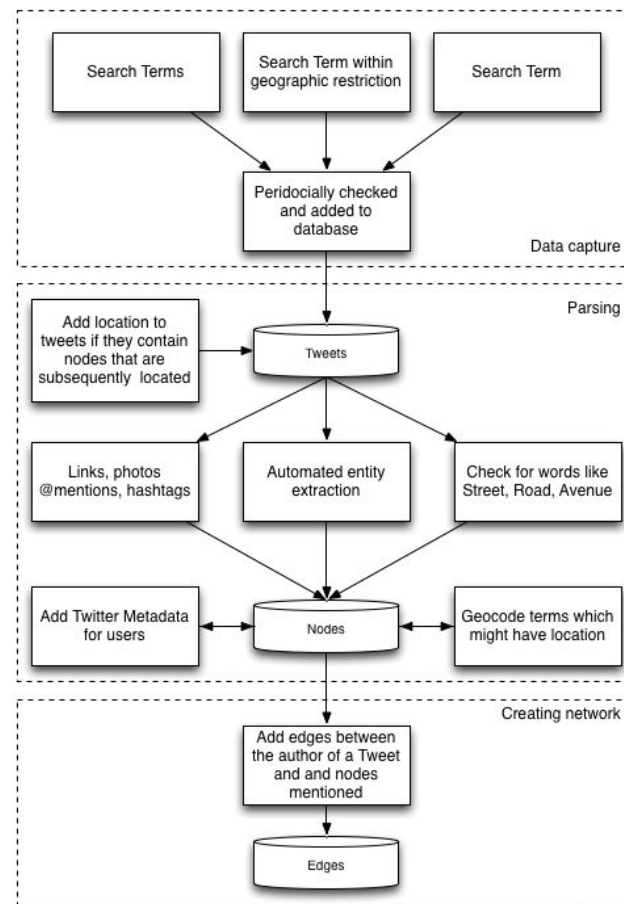 Search Terms
Search Term within
geographic restriction
Search Term
Peridocially checked
and added to
database
Data capture
Parsing
Add location to
tweets if they contain
nodes that are
subsequently located
Tweets
Links, photos
@mentions, hashtags
Automated entity
extraction
Check for words like
Street, Road, Avenue
Add Twitter Metadata
for users
Nodes
Geocode terms which
might have location
Creating network
Add edges between
the author of a Tweet
and and nodes
mentioned
Edges